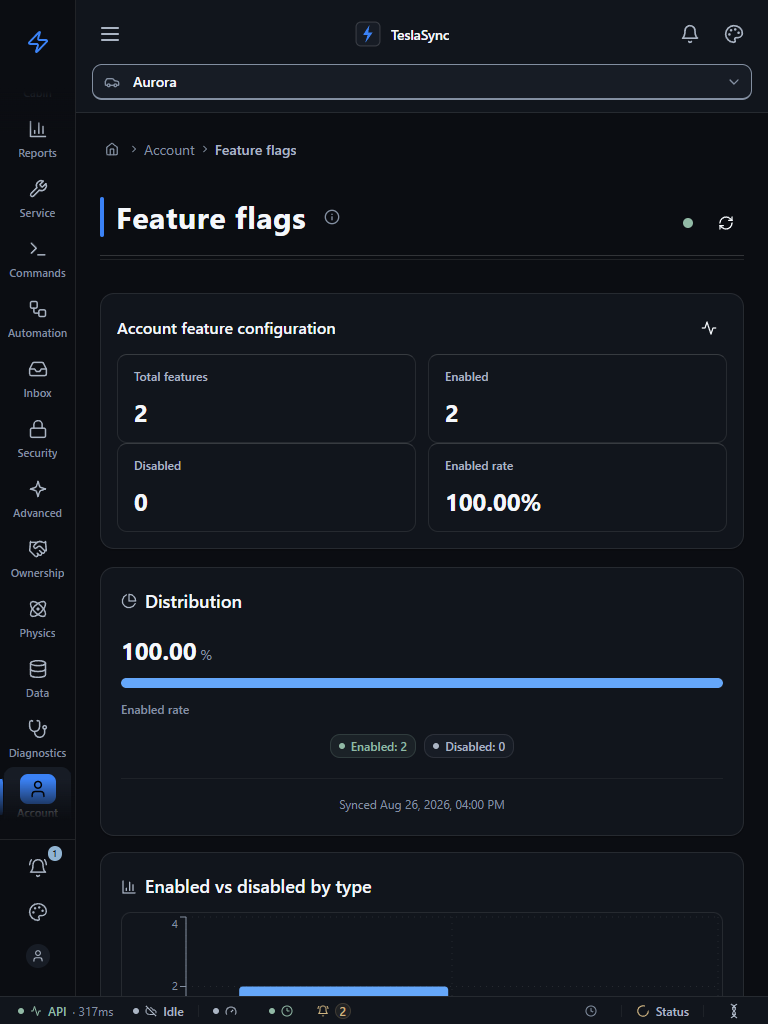 TeslaSync
Aurora
Account
Feature flags
Feature flags
Reports
Service
Commands
Automation
Inbox
Security
Advanced
Ownership
Physics
Data
Diagnostics
Account
1
Account feature configuration
Total features
2
Enabled
2
Disabled
0
Enabled rate
100.00%
Distribution
100.00 %
Enabled rate
Enabled: 2
Disabled: 0
Synced Aug 26, 2026, 04:00 PM
Enabled vs disabled by type
4
2
API · 317ms
Idle
2
Status